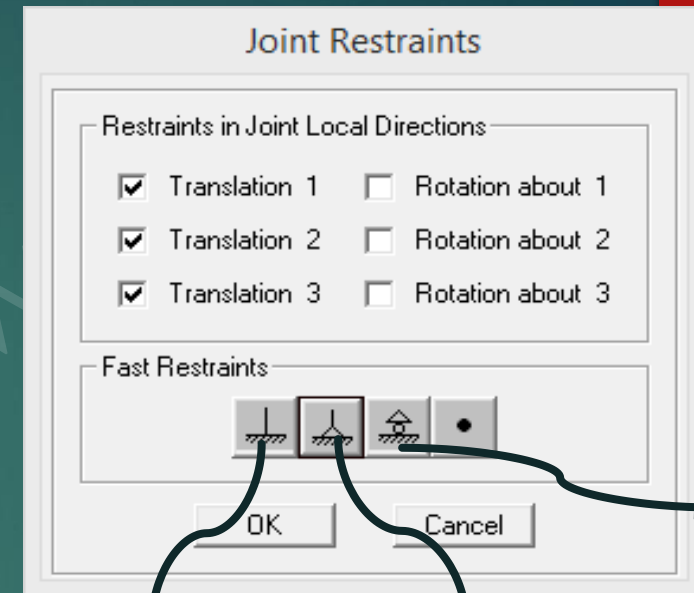 Joint Restraints
Restraints in Joint Local Directions
Translation 1 Rotation about 1
Translation 2 Rotation about 2
Translation 3 Rotation about 3
Fast Restraints
OK Cancel